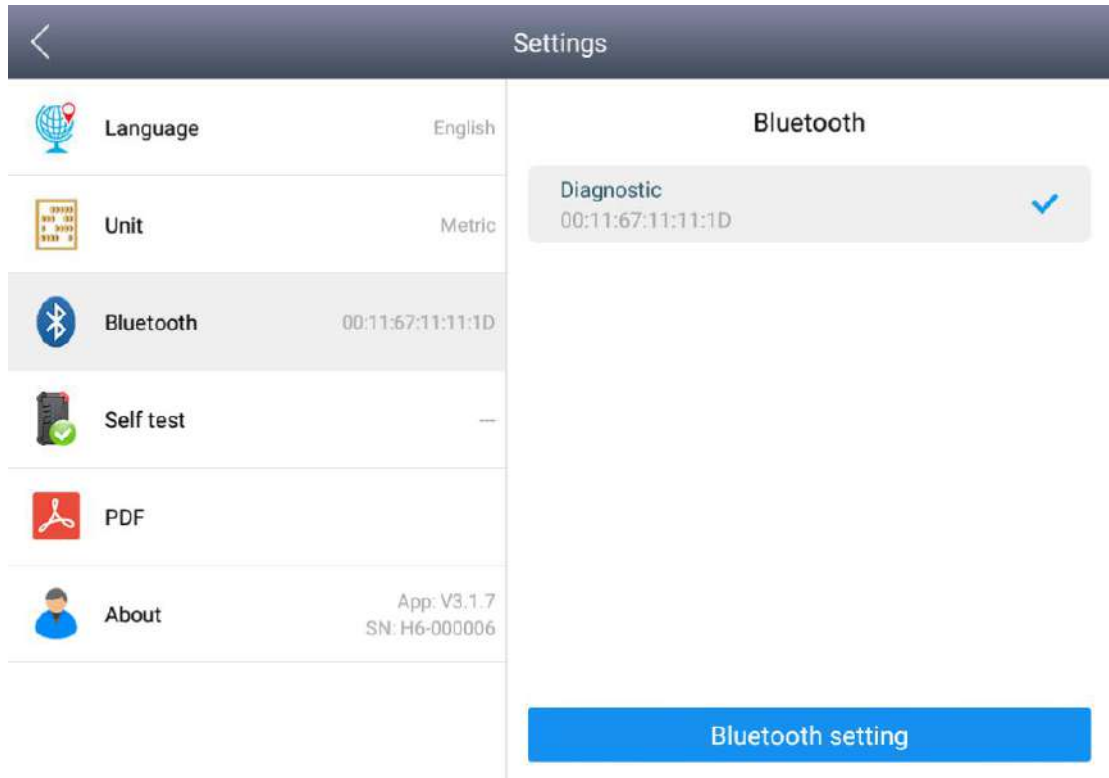 Settings
Language
English
Unit
Metric
Bluetooth
00:11:67:11:11:1D
Self test
---
PDF
About
App: V3.1.7
SN: H6-000006
Bluetooth
Diagnostic
00:11:67:11:11:1D
Bluetooth setting